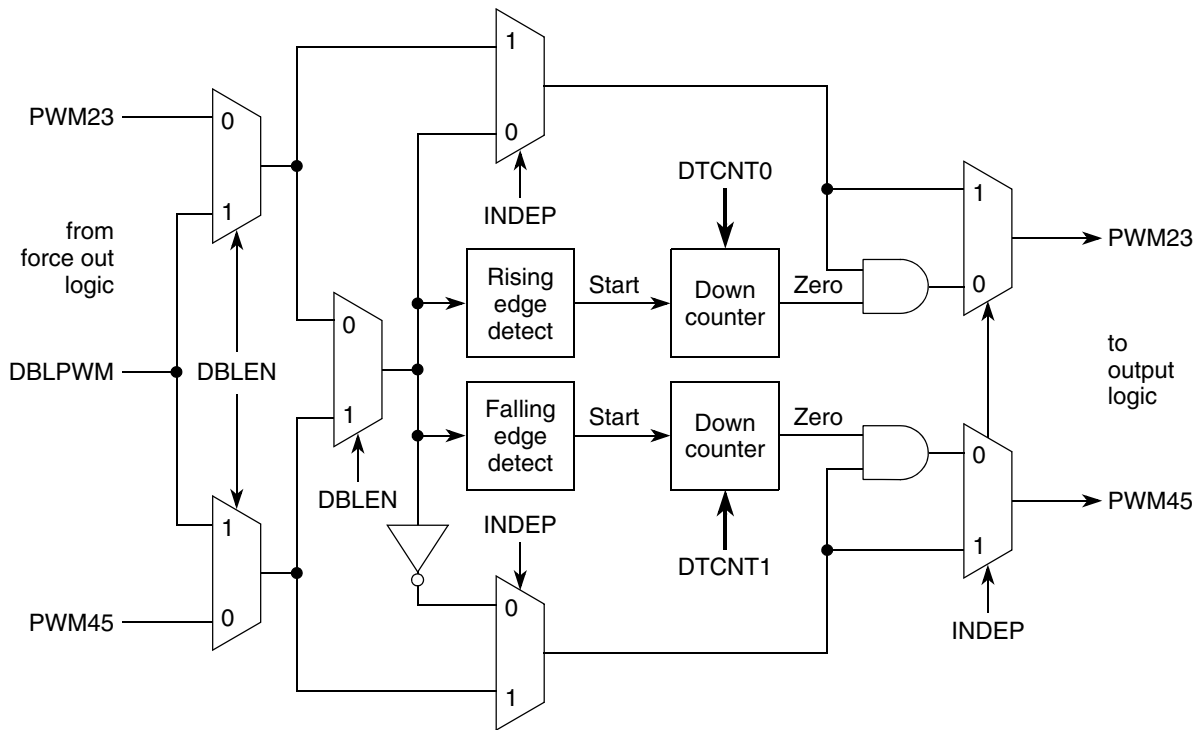 1
PWM23
0
0
DTCNT0
1
INDEP
1
from
force out
logic
PWM23
Rising
edge
detect
Start
Down
counter
Zero
0
0
to
output
logic
DBLPWM
DBLEN
1
Falling
edge
detect
Start
Down
counter
Zero
0
DBLEN
INDEP
PWM45
1
1
DTCNT1
0
PWM45
0
INDEP
1